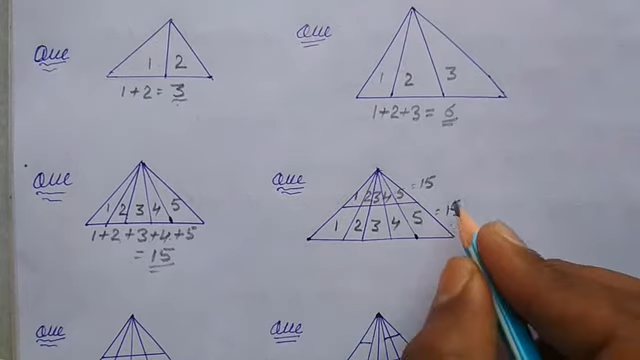 Que
1 2
1+2=3
Que
1 2 3
1+2+3=6
Que
1 2 3 4 5
1+2+3+4+5
=15
Que
1 2 3 4 5 =15
1 2 3 4 5 =15
Que
Que